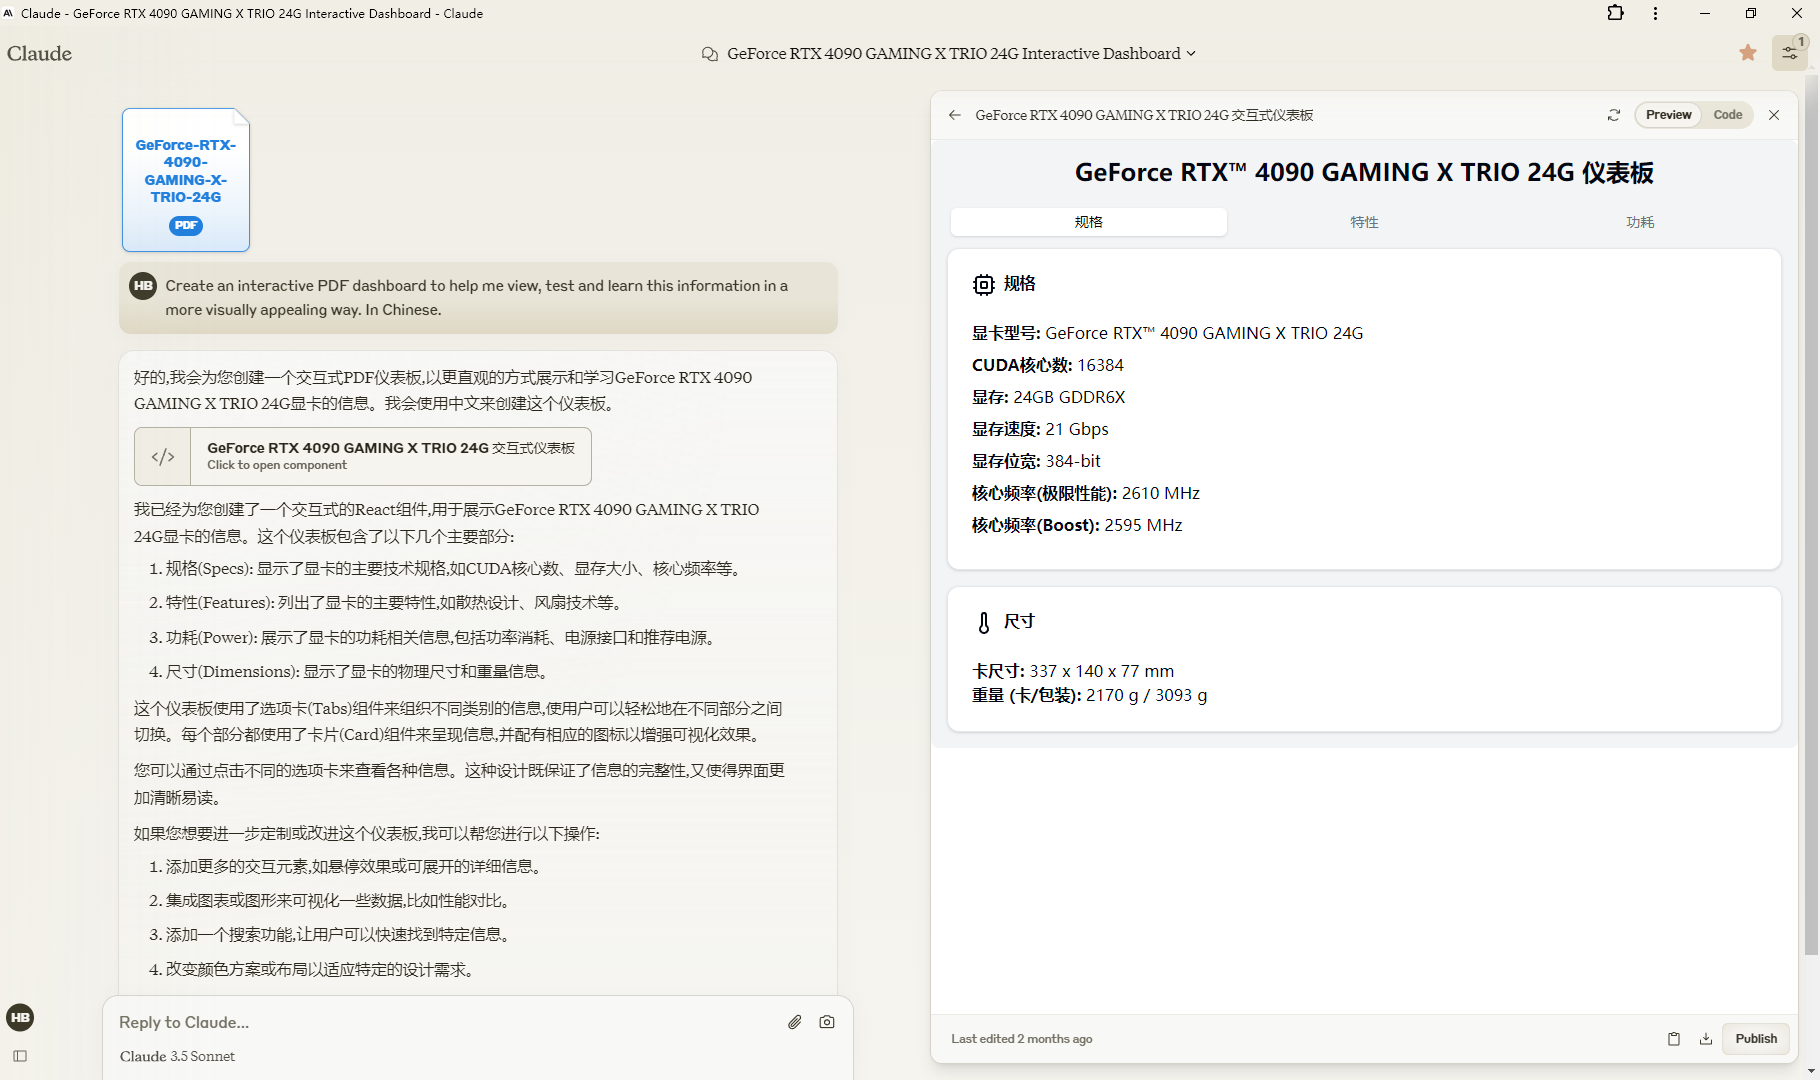 Claude - GeForce RTX 4090 GAMING X TRIO 24G Interactive Dashboard - Claude
Claude
GeForce RTX 4090 GAMING X TRIO 24G Interactive Dashboard
1
GeForce-RTX-
4090-
GAMING-X-
TRIO-24G
PDF
HB
Create an interactive PDF dashboard to help me view, test and learn this information in a
more visually appealing way. In Chinese.
好的,我会为您创建一个交互式PDF仪表板,以更直观的方式展示和学习GeForce RTX 4090
GAMING X TRIO 24G显卡的信息。我会使用中文来创建这个仪表板。
GeForce RTX 4090 GAMING X TRIO 24G 交互式仪表板
Click to open component
我已经为您创建了一个交互式的React组件,用于展示GeForce RTX 4090 GAMING X TRIO
24G显卡的信息。这个仪表板包含了以下几个主要部分:
1. 规格(Specs): 显示了显卡的主要技术规格,如CUDA核心数、显存大小、核心频率等。
2. 特性(Features): 列出了显卡的主要特性,如散热设计、风扇技术等。
3. 功耗(Power): 展示了显卡的功耗相关信息,包括功率消耗、电源接口和推荐电源。
4. 尺寸(Dimensions): 显示了显卡的物理尺寸和重量信息。
这个仪表板使用了选项卡(Tabs)组件来组织不同类别的信息,使用户可以轻松地在不同部分之间
切换。每个部分都使用了卡片(Card)组件来呈现信息,并配有相应的图标以增强可视化效果。
您可以通过点击不同的选项卡来查看各种信息。这种设计既保证了信息的完整性,又使得界面更
加清晰易读。
如果您想要进一步定制或改进这个仪表板,我可以帮您进行以下操作:
1. 添加更多的交互元素,如悬停效果或可展开的详细信息。
2. 集成图表或图形来可视化一些数据,比如性能对比。
3. 添加一个搜索功能,让用户可以快速找到特定信息。
4. 改变颜色方案或布局以适应特定的设计需求。
HB
Reply to Claude...
Claude 3.5 Sonnet
GeForce RTX 4090 GAMING X TRIO 24G 交互式仪表板
Preview
Code
GeForce RTX™ 4090 GAMING X TRIO 24G 仪表板
规格
特性
功耗
规格
显卡型号: GeForce RTX™ 4090 GAMING X TRIO 24G
CUDA核心数: 16384
显存: 24GB GDDR6X
显存速度: 21 Gbps
显存位宽: 384-bit
核心频率(极限性能): 2610 MHz
核心频率(Boost): 2595 MHz
尺寸
卡尺寸: 337 x 140 x 77 mm
重量 (卡/包装): 2170 g / 3093 g
Last edited 2 months ago
Publish